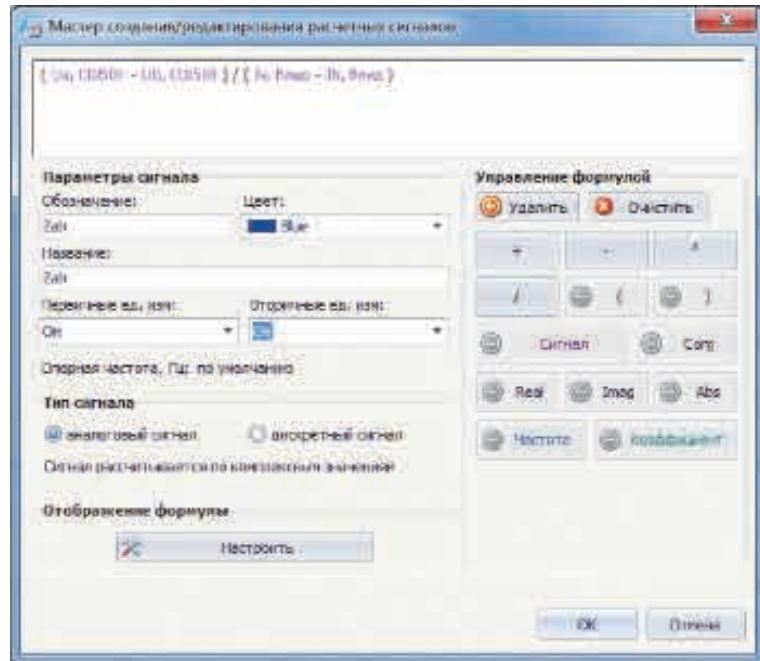 Мастер создания/редактирования расчетных сигналов
Параметры сигнала
Обозначение: Цвет:
Zab Blue
Название:
Zab
Первичные ед. изм: Вторичные ед. изм:
Ом Ом
Опорная частота, Гц: по умолчанию
Тип сигнала
аналоговый сигнал дискретный сигнал
Сигнал рассчитывается по комплексным значениям
Отображение формулы
Настроить
Управление формулой
Удалить Очистить
+ - *
/ ( )
Сигнал Conj
Real Imag Abs
Частота Коэффициент
OK Отмена